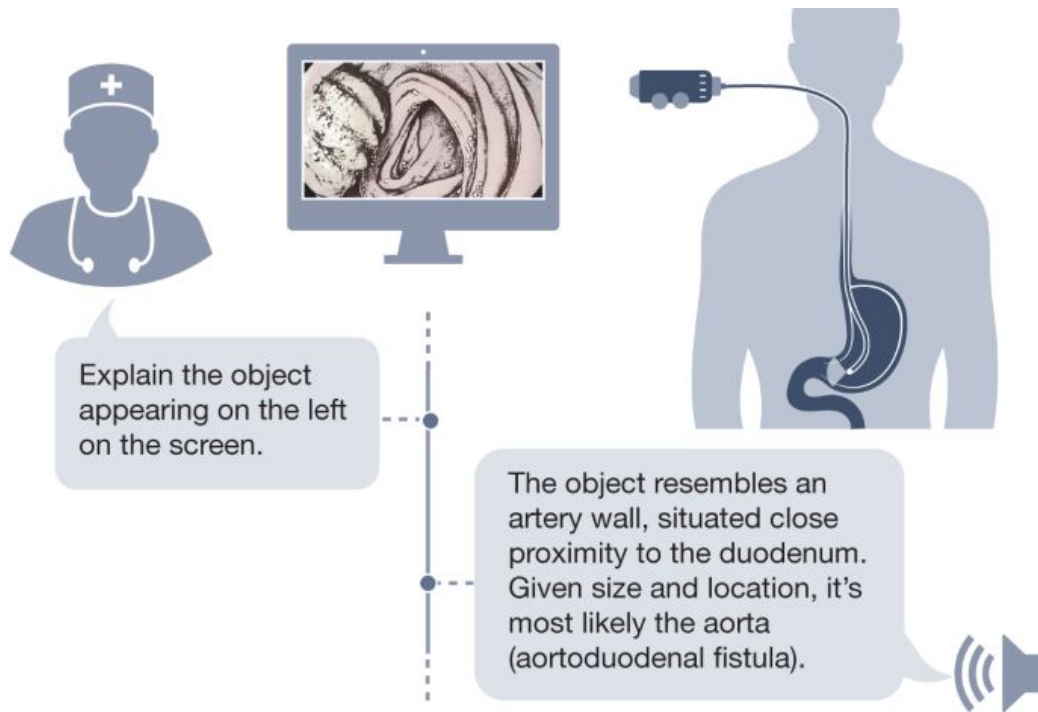 Explain the object
appearing on the left
on the screen.
The object resembles an
artery wall, situated close
proximity to the duodenum.
Given size and location, it’s
most likely the aorta
(aortoduodenal fistula).